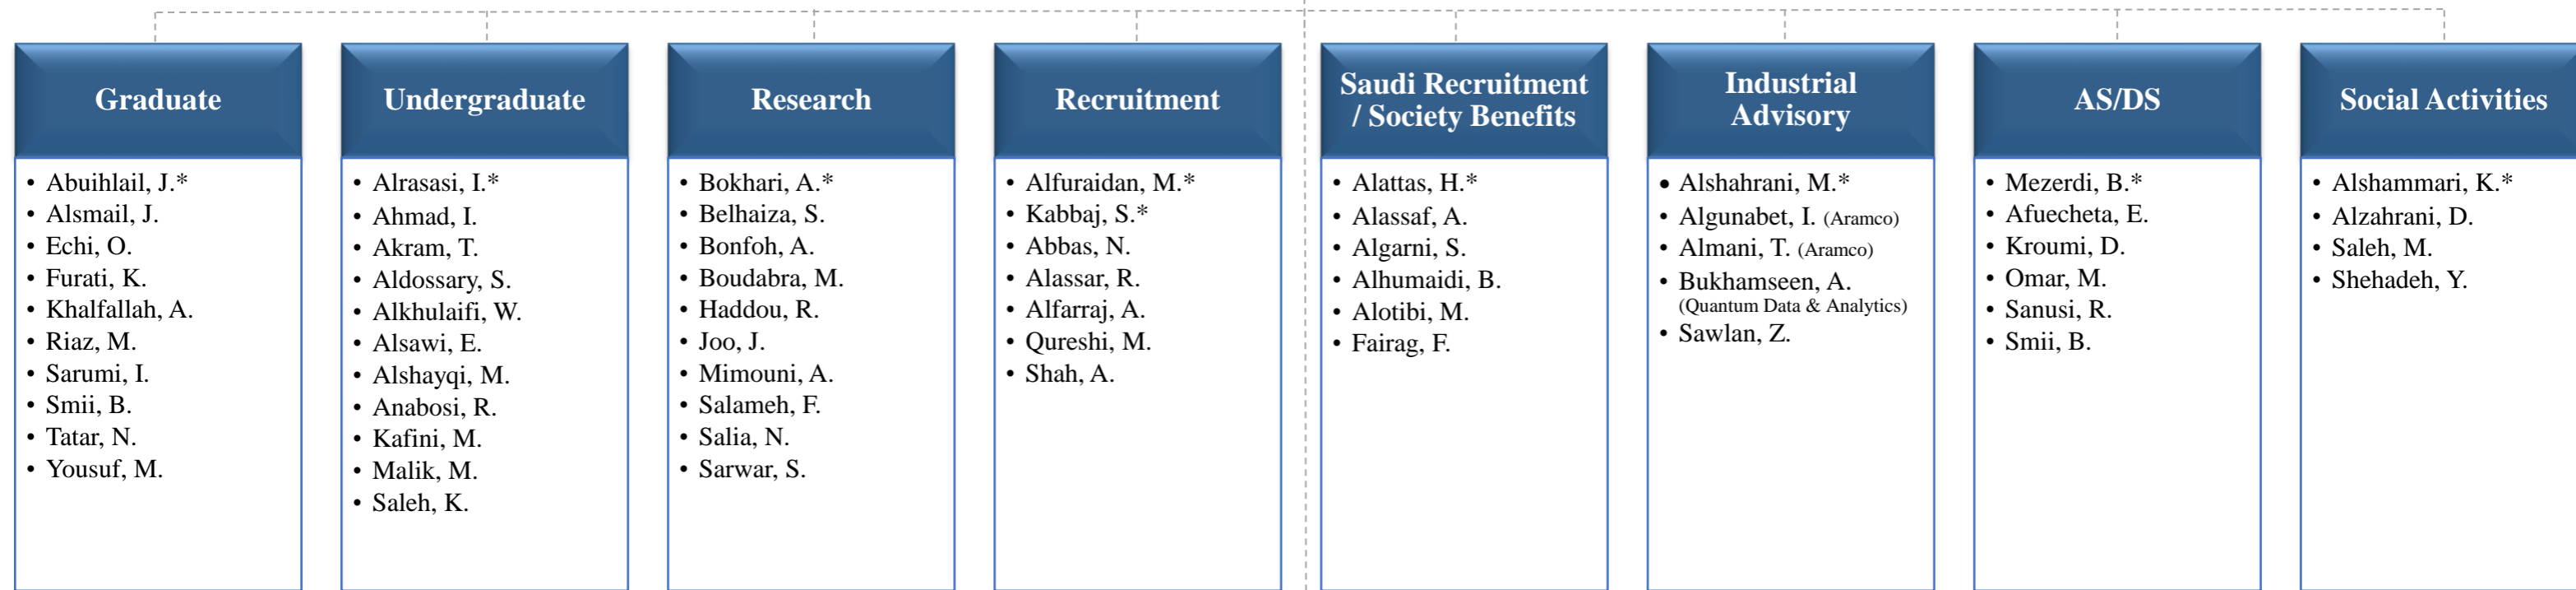 Graduate
• Abuihlail, J.*
• Alsmail, J.
• Echi, O.
• Furati, K.
• Khalfallah, A.
• Riaz, M.
• Sarumi, I.
• Smii, B.
• Tatar, N.
• Yousuf, M.
Undergraduate
• Alrasasi, I.*
• Ahmad, I.
• Akram, T.
• Aldossary, S.
• Alkhulaifi, W.
• Alsawi, E.
• Alshayqi, M.
• Anabosi, R.
• Kafini, M.
• Malik, M.
• Saleh, K.
Research
• Bokhari, A.*
• Belhaiza, S.
• Bonfoh, A.
• Boudabra, M.
• Haddou, R.
• Joo, J.
• Mimouni, A.
• Salameh, F.
• Salia, N.
• Sarwar, S.
Recruitment
• Alfuraidan, M.*
• Kabbaj, S.*
• Abbas, N.
• Alassar, R.
• Alfarraj, A.
• Qureshi, M.
• Shah, A.
Saudi Recruitment
/ Society Benefits
• Alattas, H.*
• Alassaf, A.
• Algarni, S.
• Alhumaidi, B.
• Alotibi, M.
• Fairag, F.
Industrial
Advisory
• Alshahrani, M.*
• Algunabet, I. (Aramco)
• Almani, T. (Aramco)
• Bukhamseen, A.
(Quantum Data & Analytics)
• Sawlan, Z.
AS/DS
• Mezerdi, B.*
• Afuecheta, E.
• Kroumi, D.
• Omar, M.
• Sanusi, R.
• Smii, B.
Social Activities
• Alshammari, K.*
• Alzahrani, D.
• Saleh, M.
• Shehadeh, Y.